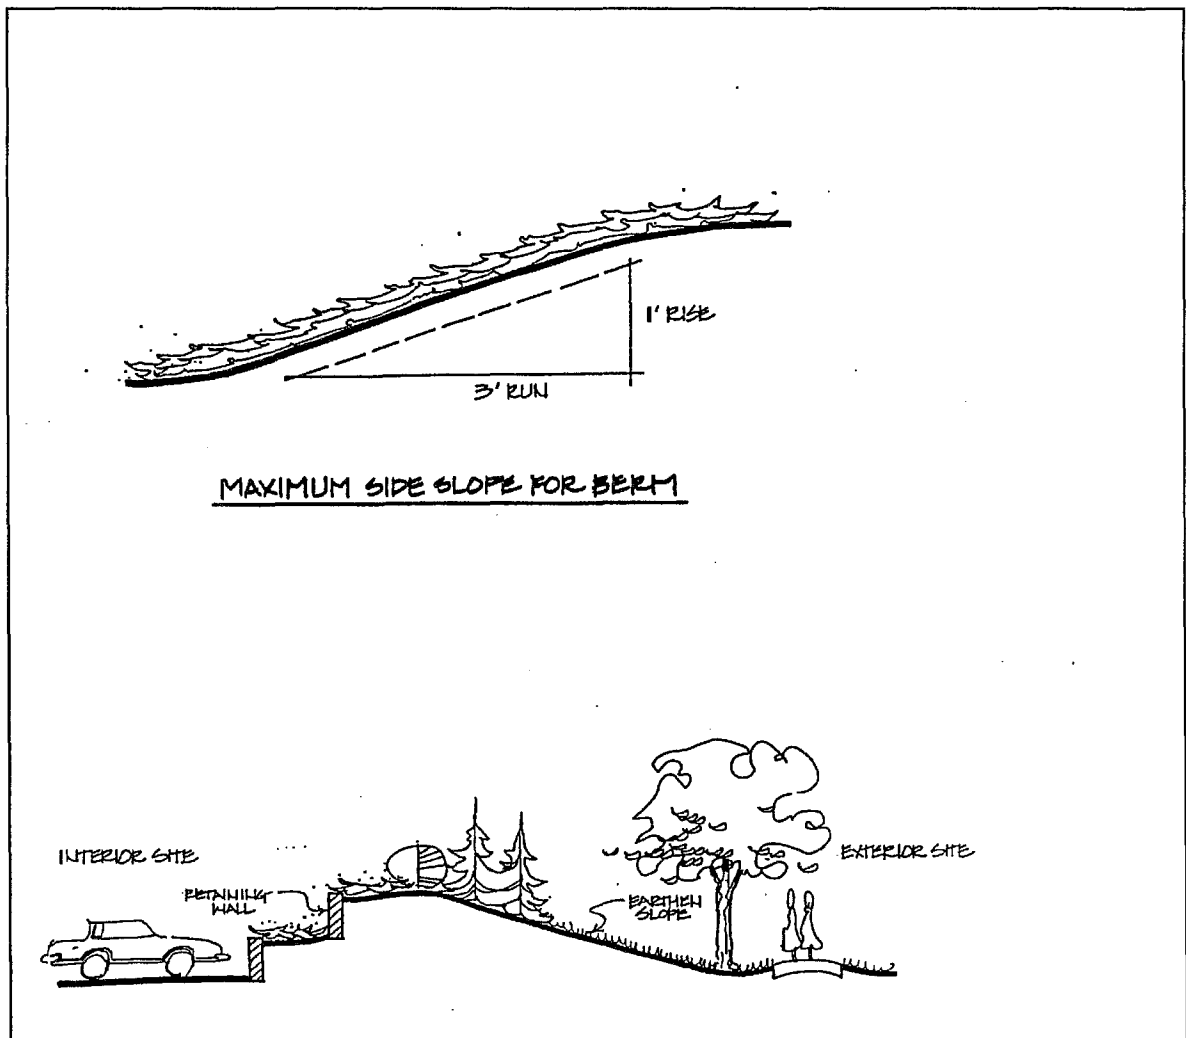 1' RISE
3' RUN
MAXIMUM SIDE SLOPE FOR BERM
INTERIOR SITE
EXTERIOR SITE
RETAINING
WALL
EARTHEN
SLOPE